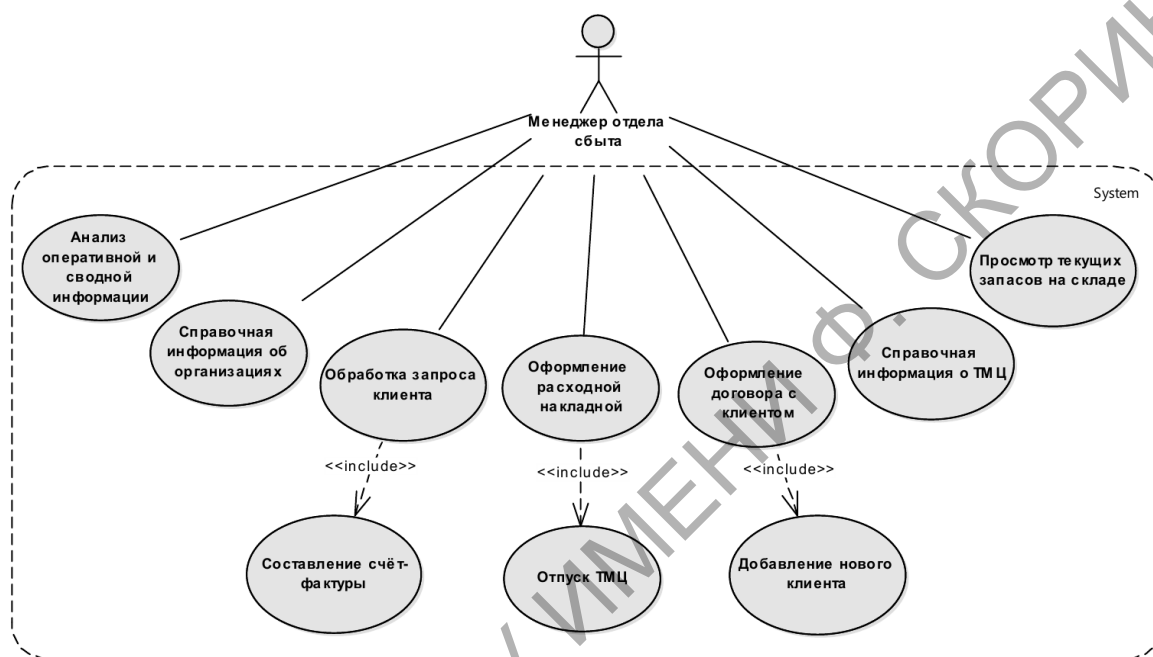 Менеджер отдела
сбыта
System
Анализ
оперативной и
сводной
информации
Справочная
информация об
организациях
Обработка запроса
клиента
Оформление
расходной
накладной
Оформление
договора с
клиентом
Справочная
информация о ТМЦ
Просмотр текущих
запасов на складе
<<include>>
<<include>>
<<include>>
Составление счёт-
фактуры
Отпуск ТМЦ
Добавление нового
клиента
ИМЕНИ Ф.